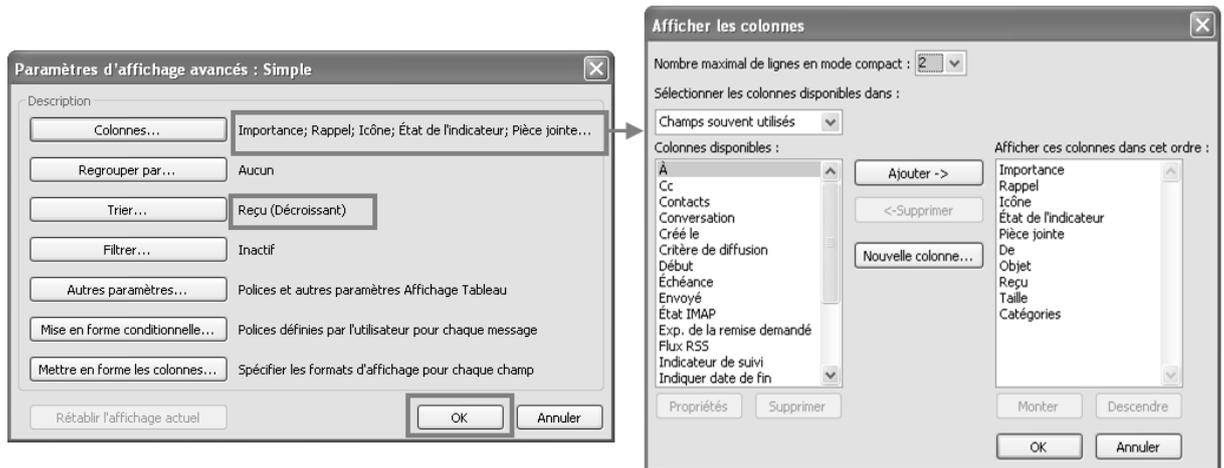 Paramètres d'affichage avancés : Simple
Description
Colonnes... Importance; Rappel; Icône; État de l'indicateur; Pièce jointe...
Regrouper par... Aucun
Trier... Reçu (Décroissant)
Filtrer... Inactif
Autres paramètres... Polices et autres paramètres Affichage Tableau
Mise en forme conditionnelle... Polices définies par l'utilisateur pour chaque message
Mettre en forme les colonnes... Spécifier les formats d'affichage pour chaque champ
Rétablir l'affichage actuel OK Annuler
Afficher les colonnes
Nombre maximal de lignes en mode compact : 2
Sélectionner les colonnes disponibles dans :
Champs souvent utilisés
Colonnes disponibles :
À
Cc
Contacts
Conversation
Créé le
Critère de diffusion
Début
Échéance
Envoyé
État IMAP
Exp. de la remise demandé
Flux RSS
Indicateur de suivi
Indiquer date de fin
Propriétés Supprimer
Ajouter ->
<-Supprimer
Nouvelle colonne...
Afficher ces colonnes dans cet ordre :
Importance
Rappel
Icône
État de l'indicateur
Pièce jointe
De
Objet
Reçu
Taille
Catégories
Monter Descendre
OK Annuler